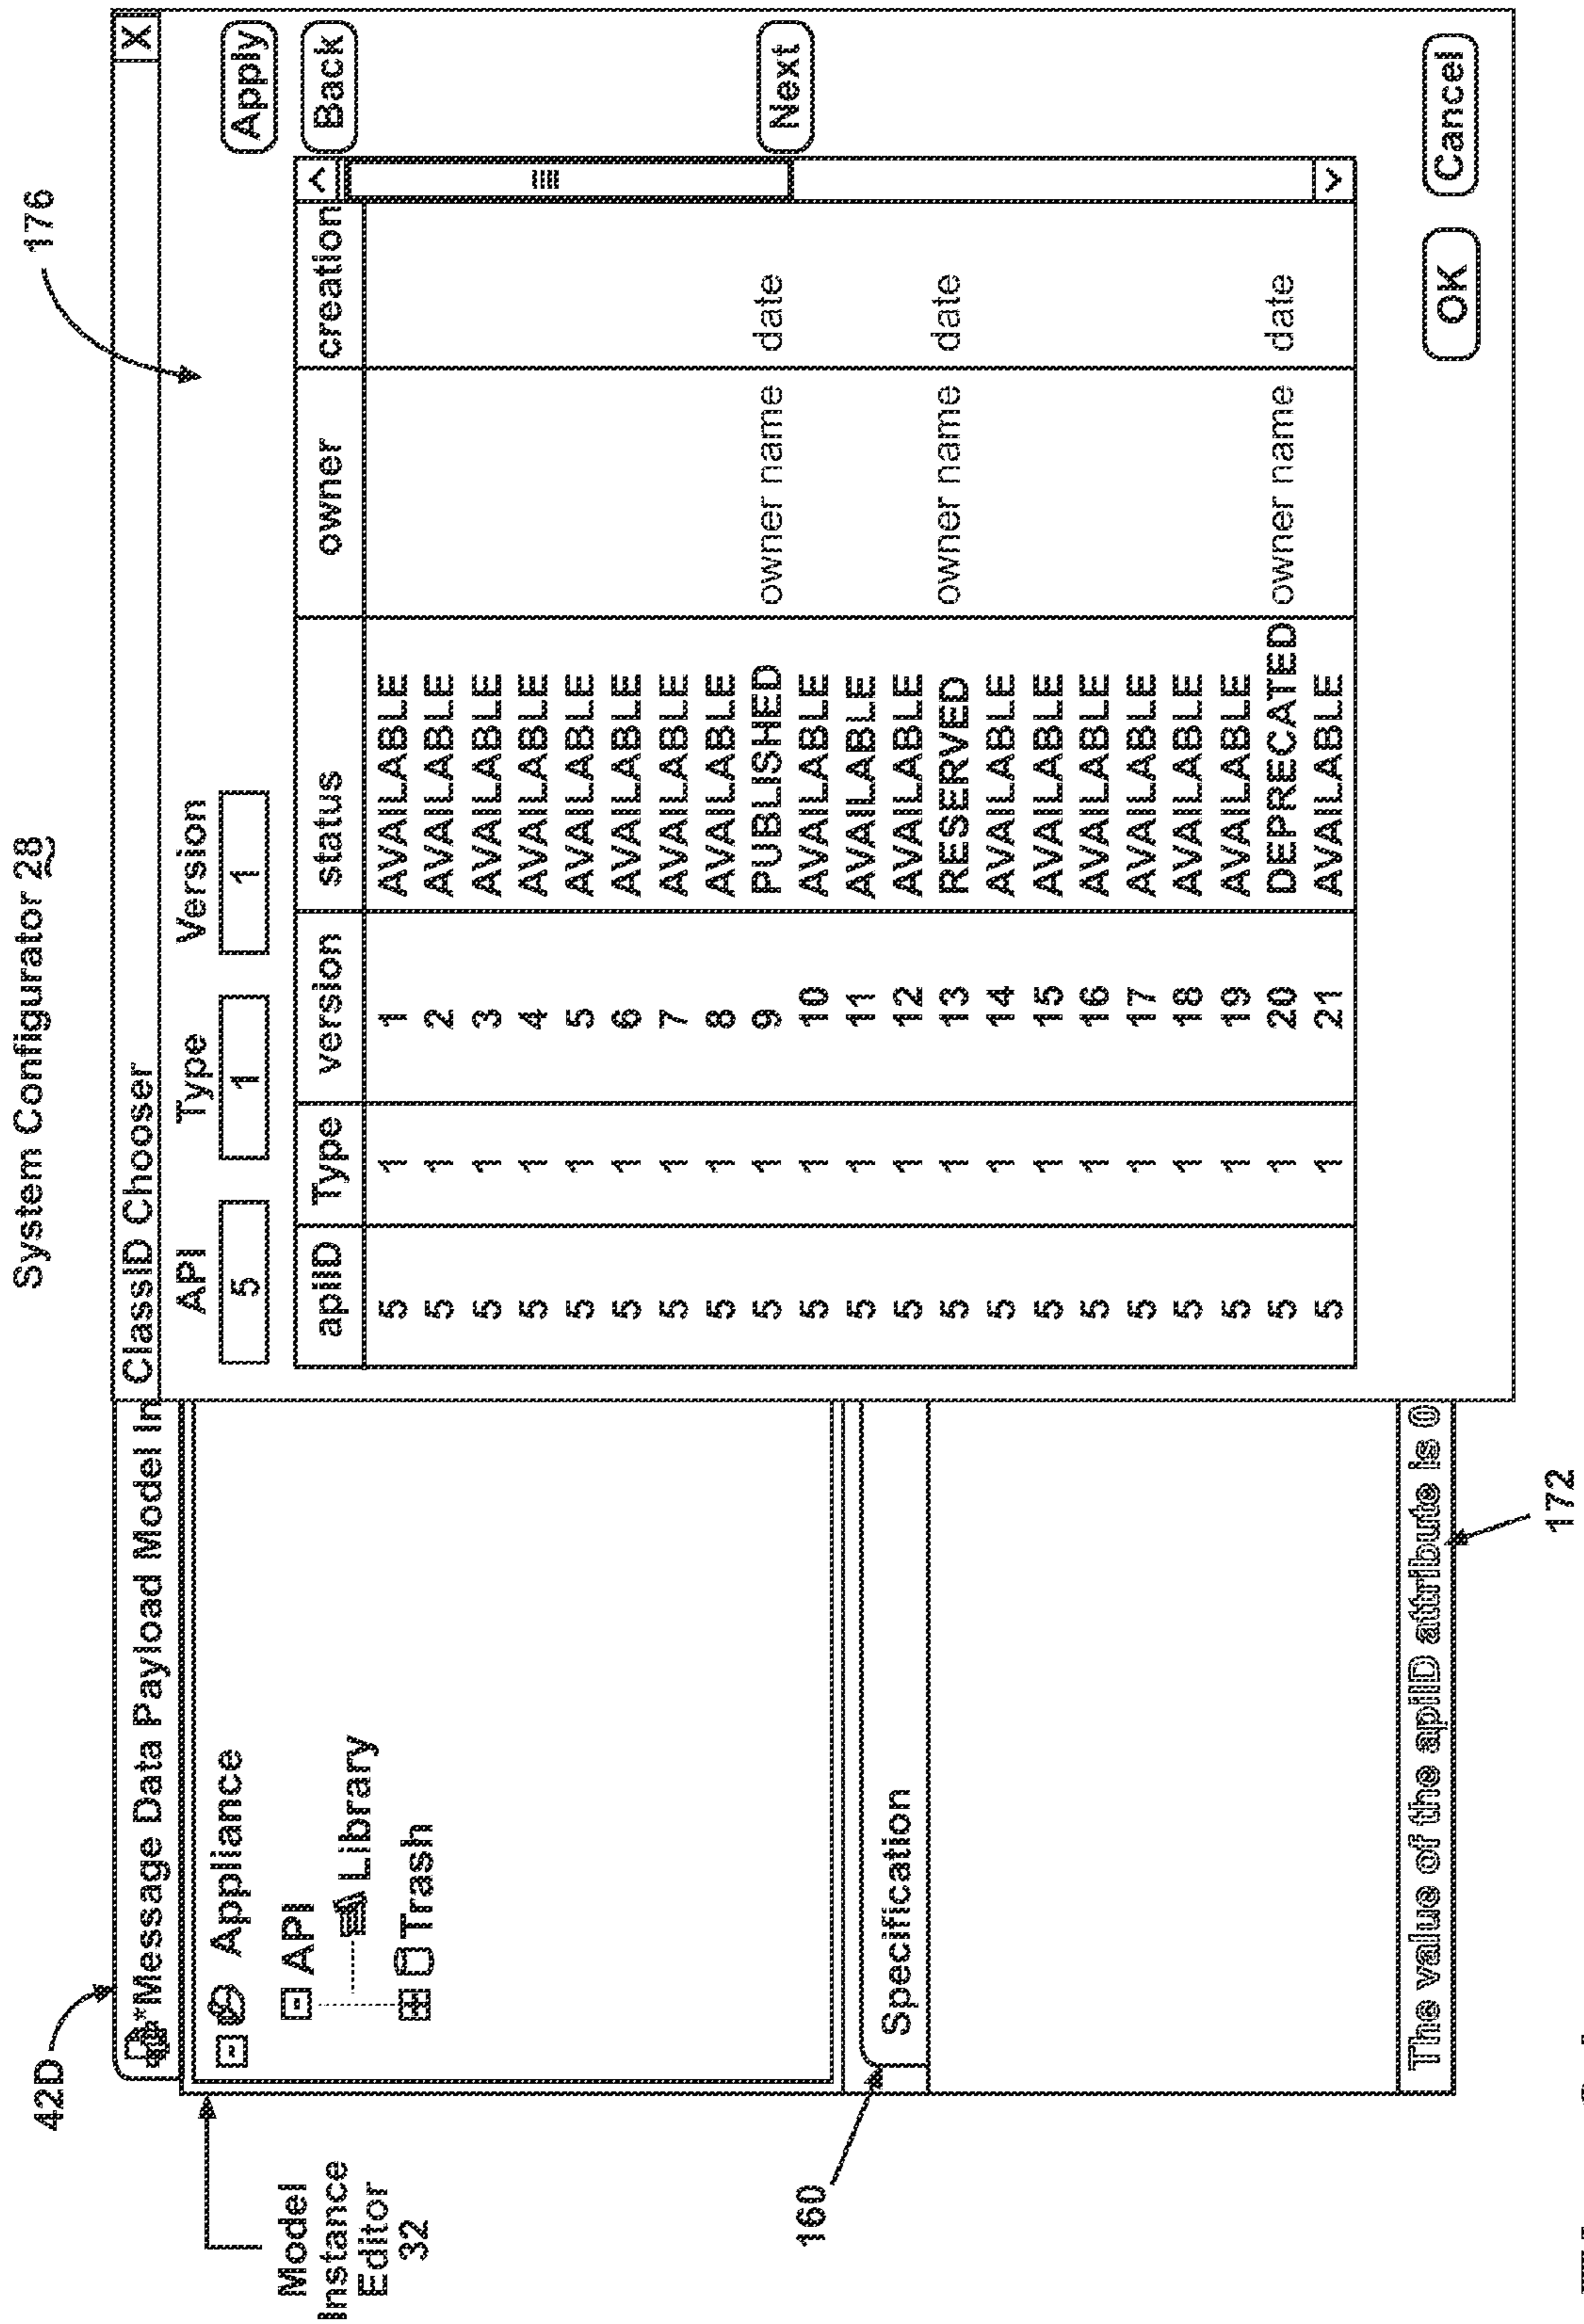 System Configurator 28
176
42D
*Message Data Payload Model In
ClassID Chooser
X
API Type Version
5 1 1
Apply
Back
Next
apiID Type version status owner creation
5 1 1 AVAILABLE
5 1 2 AVAILABLE
5 1 3 AVAILABLE
5 1 4 AVAILABLE
5 1 5 AVAILABLE
5 1 6 AVAILABLE
5 1 7 AVAILABLE
5 1 8 AVAILABLE
5 1 9 PUBLISHED owner name date
5 1 10 AVAILABLE
5 1 11 AVAILABLE
5 1 12 AVAILABLE
5 1 13 RESERVED owner name date
5 1 14 AVAILABLE
5 1 15 AVAILABLE
5 1 16 AVAILABLE
5 1 17 AVAILABLE
5 1 18 AVAILABLE
5 1 19 AVAILABLE
5 1 20 DEPRECATED owner name date
5 1 21 AVAILABLE
OK Cancel
Appliance
API
Library
Trash
Model
Instance
Editor
32
160
Specification
The value of the apiID attribute is 0
172